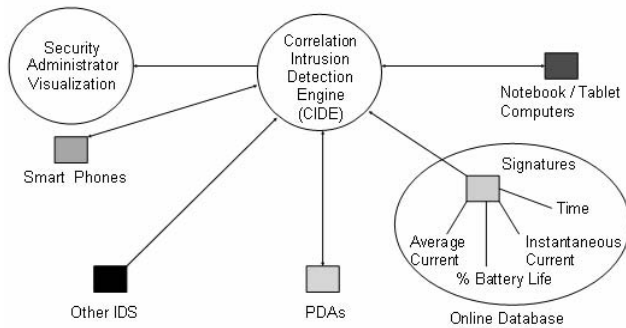 Security
Administrator
Visualization
Correlation
Intrusion
Detection
Engine
(CIDE)
Notebook / Tablet
Computers
Smart Phones
Signatures
Time
Average
Current
Instantaneous
Current
% Battery Life
Other IDS
PDAs
Online Database